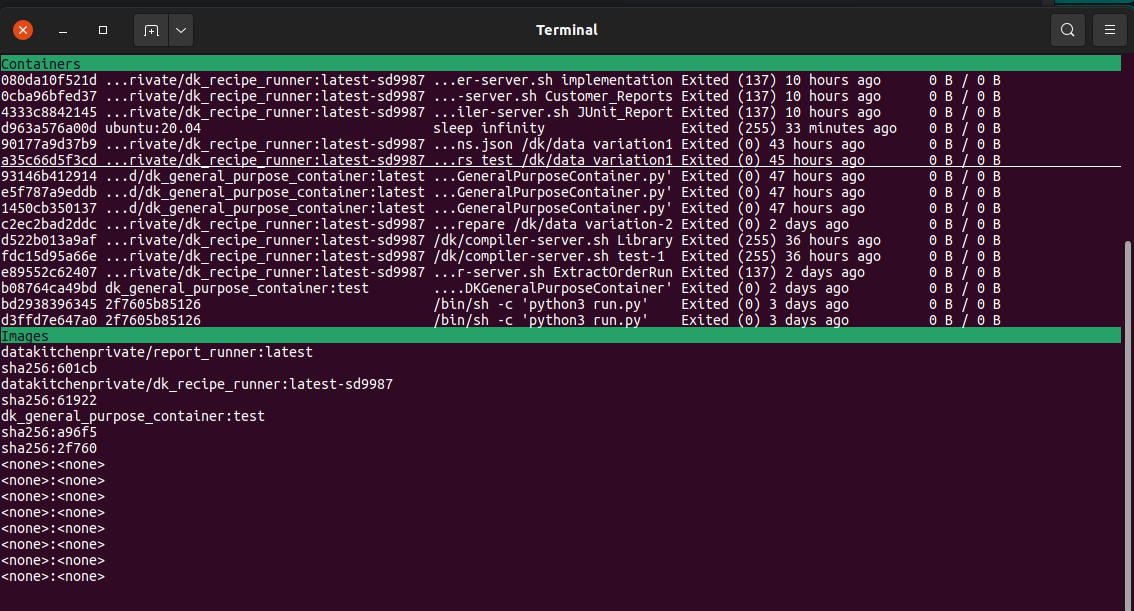 Terminal
Containers
080da10f521d ...rivate/dk_recipe_runner:latest-sd9987 ...er-server.sh implementation Exited (137) 10 hours ago 0 B / 0 B
0cba96bfed37 ...rivate/dk_recipe_runner:latest-sd9987 ...-server.sh Customer_Reports Exited (137) 10 hours ago 0 B / 0 B
4333c8842145 ...rivate/dk_recipe_runner:latest-sd9987 ...iler-server.sh JUnit_Report Exited (137) 10 hours ago 0 B / 0 B
d963a576a00d ubuntu:20.04 sleep infinity Exited (255) 33 minutes ago 0 B / 0 B
90177a9d37b9 ...rivate/dk_recipe_runner:latest-sd9987 ...ns.json /dk/data variation1 Exited (0) 43 hours ago 0 B / 0 B
a35c66d5f3cd ...rivate/dk_recipe_runner:latest-sd9987 ...rs test /dk/data variation1 Exited (0) 45 hours ago 0 B / 0 B
93146b412914 ...d/dk_general_purpose_container:latest ...GeneralPurposeContainer.py' Exited (0) 47 hours ago 0 B / 0 B
e5f787a9eddb ...d/dk_general_purpose_container:latest ...GeneralPurposeContainer.py' Exited (0) 47 hours ago 0 B / 0 B
1450cb350137 ...d/dk_general_purpose_container:latest ...GeneralPurposeContainer.py' Exited (0) 47 hours ago 0 B / 0 B
c2ec2bad2ddc ...rivate/dk_recipe_runner:latest-sd9987 ...repare /dk/data variation-2 Exited (0) 2 days ago 0 B / 0 B
d522b013a9af ...rivate/dk_recipe_runner:latest-sd9987 /dk/compiler-server.sh Library Exited (255) 36 hours ago 0 B / 0 B
fdc15d95a66e ...rivate/dk_recipe_runner:latest-sd9987 /dk/compiler-server.sh test-1 Exited (255) 36 hours ago 0 B / 0 B
e89552c62407 ...rivate/dk_recipe_runner:latest-sd9987 ...r-server.sh ExtractOrderRun Exited (137) 2 days ago 0 B / 0 B
b08764ca49bd dk_general_purpose_container:test ....DKGeneralPurposeContainer' Exited (0) 2 days ago 0 B / 0 B
bd2938396345 2f7605b85126 /bin/sh -c 'python3 run.py' Exited (0) 3 days ago 0 B / 0 B
d3ffd7e647a0 2f7605b85126 /bin/sh -c 'python3 run.py' Exited (0) 3 days ago 0 B / 0 B
Images
datakitchenprivate/report_runner:latest
sha256:601cb
datakitchenprivate/dk_recipe_runner:latest-sd9987
sha256:61922
dk_general_purpose_container:test
sha256:a96f5
sha256:2f760
<none>:<none>
<none>:<none>
<none>:<none>
<none>:<none>
<none>:<none>
<none>:<none>
<none>:<none>
<none>:<none>